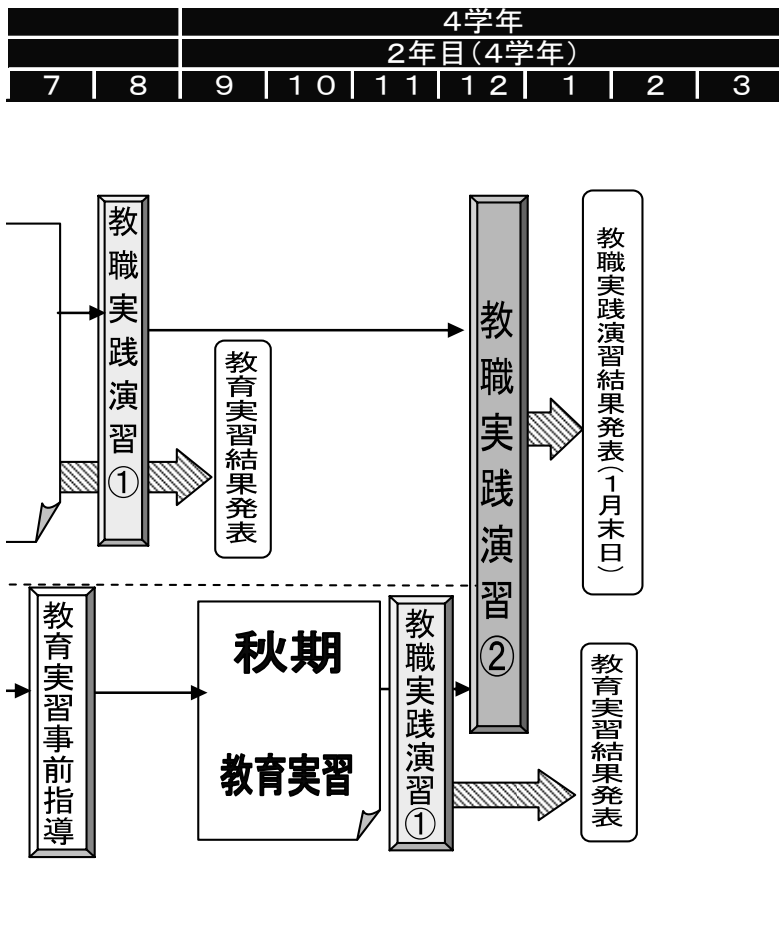 4学年
2年目(4学年)
7 8 9 10 11 12 1 2 3
教職実践演習①
教育実習結果発表
教職実践演習②
教職実践演習結果発表(1月末日)
教育実習事前指導
秋期
教育実習
教職実践演習①
教育実習結果発表